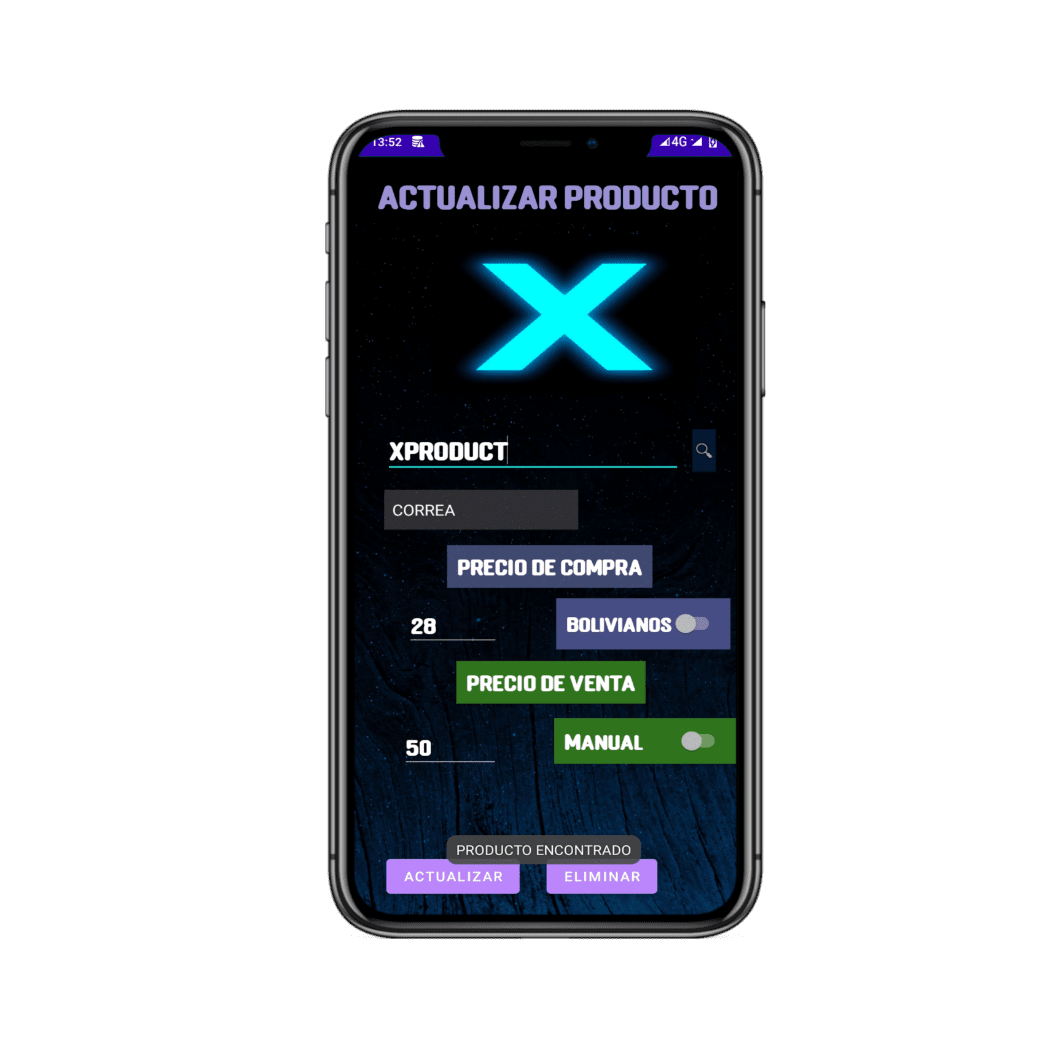 13:52 4G
ACTUALIZAR PRODUCTO
X
XPRODUCT
CORREA
PRECIO DE COMPRA
28 BOLIVIANOS
PRECIO DE VENTA
50 MANUAL
PRODUCTO ENCONTRADO
ACTUALIZAR ELIMINAR